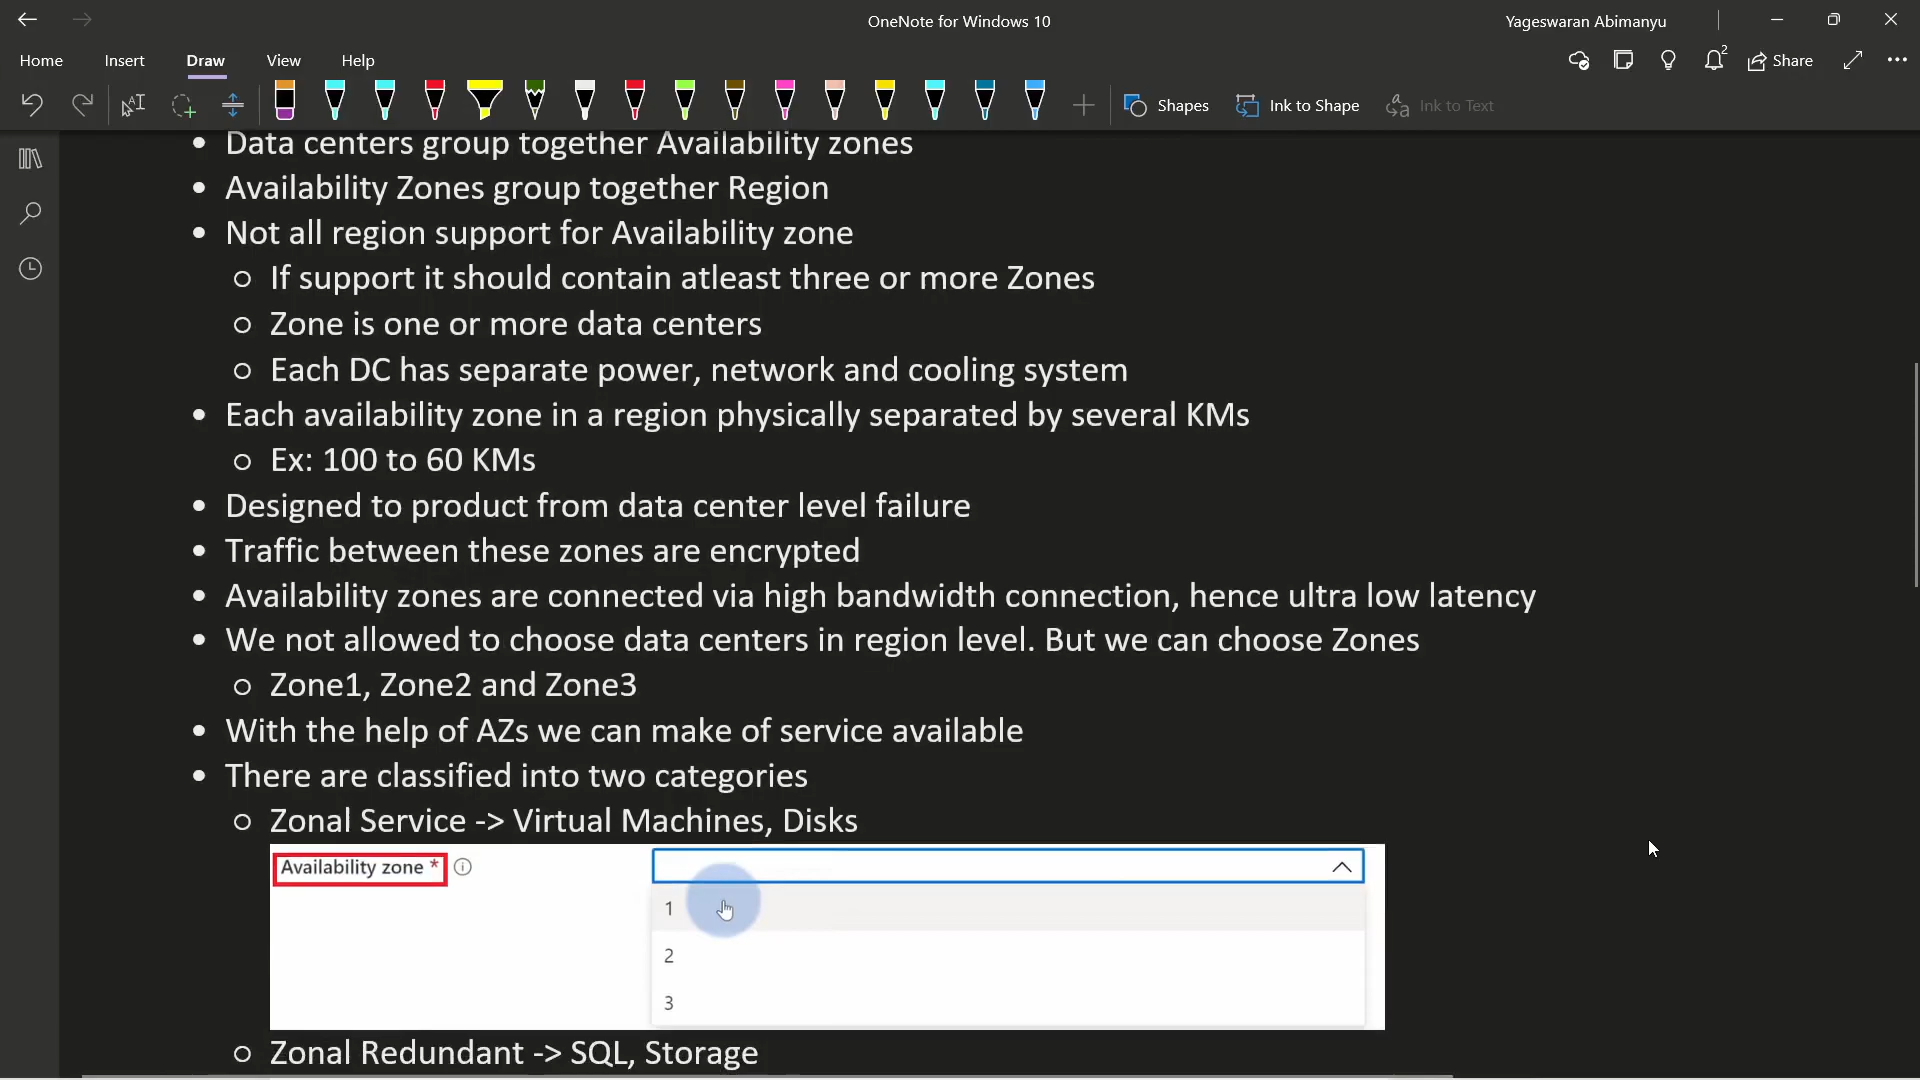 OneNote for Windows 10
Yageswaran Abimanyu
Home Insert Draw View Help
2
Share
Shapes
Ink to Shape
Ink to Text
• Data centers group together Availability zones
• Availability Zones group together Region
• Not all region support for Availability zone
○ If support it should contain atleast three or more Zones
○ Zone is one or more data centers
○ Each DC has separate power, network and cooling system
• Each availability zone in a region physically separated by several KMs
○ Ex: 100 to 60 KMs
• Designed to product from data center level failure
• Traffic between these zones are encrypted
• Availability zones are connected via high bandwidth connection, hence ultra low latency
• We not allowed to choose data centers in region level. But we can choose Zones
○ Zone1, Zone2 and Zone3
• With the help of AZs we can make of service available
• There are classified into two categories
○ Zonal Service -> Virtual Machines, Disks
Availability zone *
1
2
3
○ Zonal Redundant -> SQL, Storage